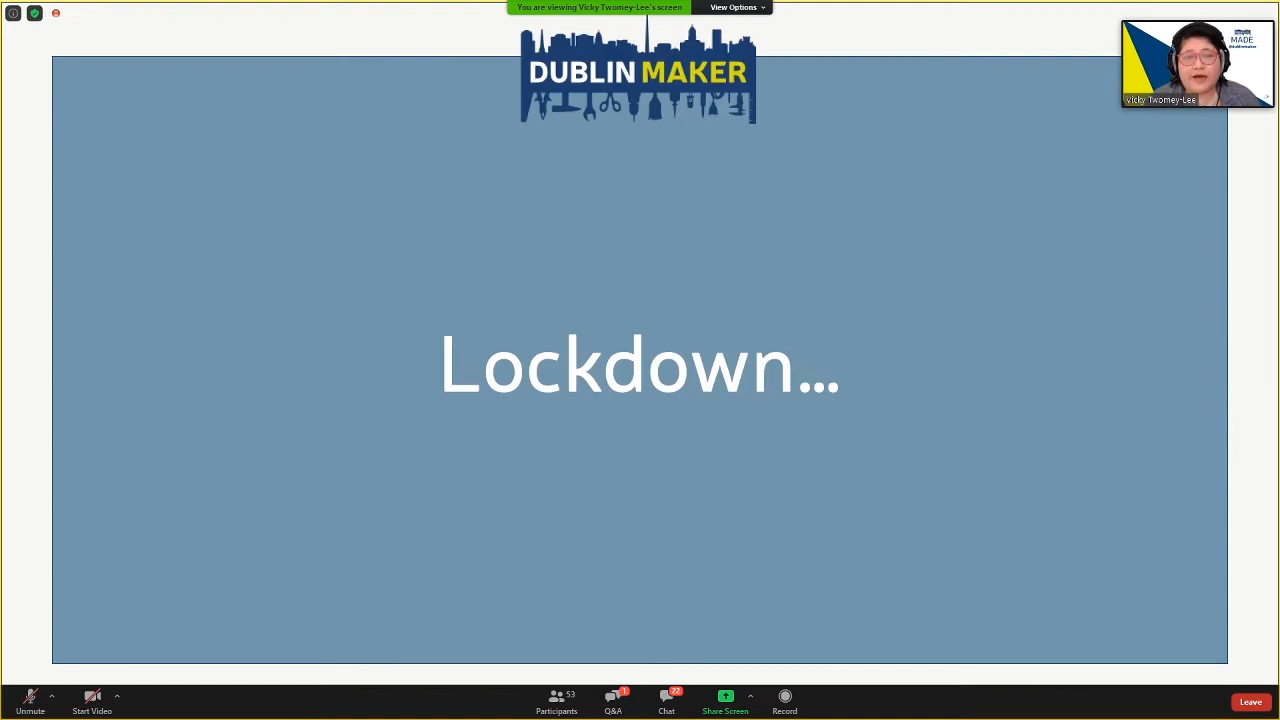 You are viewing Vicky Twomey-Lee's screen
View Options
DUBLIN MAKER
MADE
Vicky Twomey-Lee
Lockdown...
Unmute
Start Video
53
Participants
1
Q&A
22
Chat
Share Screen
Record
Leave